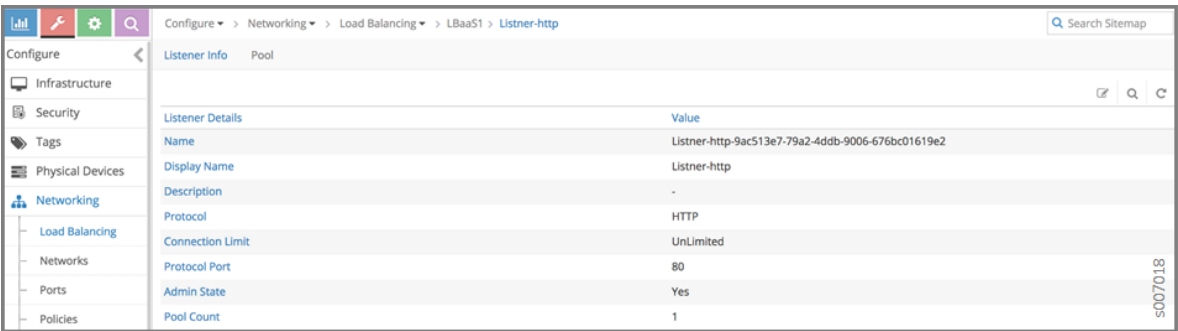 Configure > Networking > Load Balancing > LBaaS1 > Listner-http
Search Sitemap
Configure
Infrastructure
Security
Tags
Physical Devices
Networking
Load Balancing
Networks
Ports
Policies
Listener Info Pool
Listener Details Value
Name Listner-http-9ac513e7-79a2-4ddb-9006-676bc01619e2
Display Name Listner-http
Description -
Protocol HTTP
Connection Limit UnLimited
Protocol Port 80
Admin State Yes
Pool Count 1
s007018